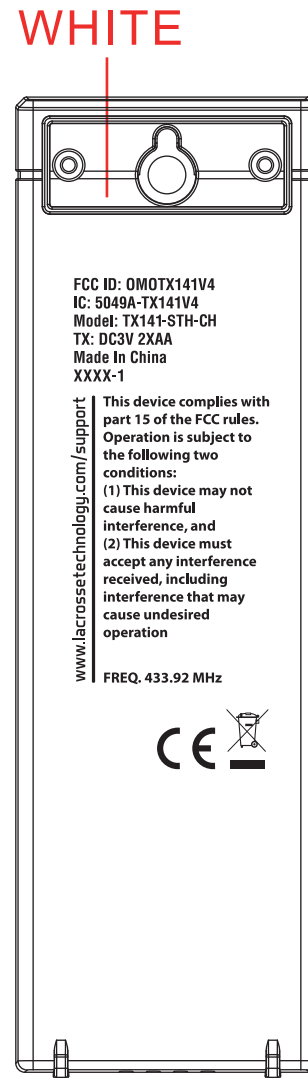 WHITE
FCC ID: OMOTX141V4
IC: 5049A-TX141V4
Model: TX141-STH-CH
TX: DC3V 2XAA
Made In China
XXXX-1
www.lacrossetechnology.com/support
This device complies with
part 15 of the FCC rules.
Operation is subject to
the following two
conditions:
(1) This device may not
cause harmful
interference, and
(2) This device must
accept any interference
received, including
interference that may
cause undesired
operation
FREQ. 433.92 MHz
CE